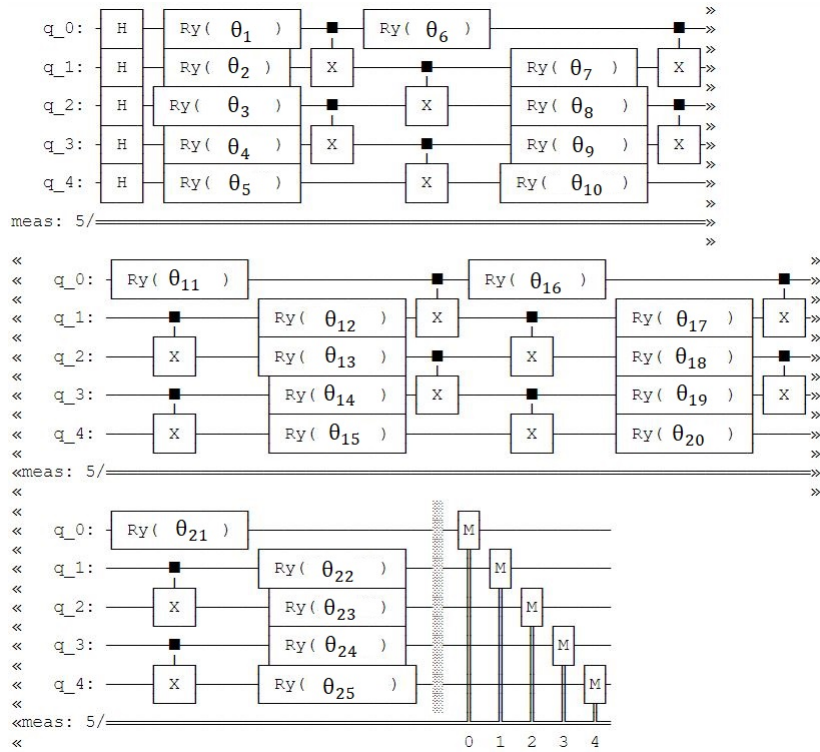 »
q_0: H Ry( θ1 ) ■ Ry( θ6 ) ■ »
»
q_1: H Ry( θ2 ) X ■ Ry( θ7 ) X »
»
q_2: H Ry( θ3 ) ■ X Ry( θ8 ) ■ »
»
q_3: H Ry( θ4 ) X ■ Ry( θ9 ) X »
»
q_4: H Ry( θ5 ) X Ry( θ10 ) »
»
meas: 5/ »
»
« »
« q_0: Ry( θ11 ) ■ Ry( θ16 ) ■ »
« »
« q_1: ■ Ry( θ12 ) X ■ Ry( θ17 ) X »
« »
« q_2: X Ry( θ13 ) ■ X Ry( θ18 ) ■ »
« »
« q_3: ■ Ry( θ14 ) X ■ Ry( θ19 ) X »
« »
« q_4: X Ry( θ15 ) X Ry( θ20 ) »
« »
«meas: 5/ »
« »
«
« q_0: Ry( θ21 ) M
«
« q_1: ■ Ry( θ22 ) M
«
« q_2: X Ry( θ23 ) M
«
« q_3: ■ Ry( θ24 ) M
«
« q_4: X Ry( θ25 ) M
«
«meas: 5/
« 0 1 2 3 4